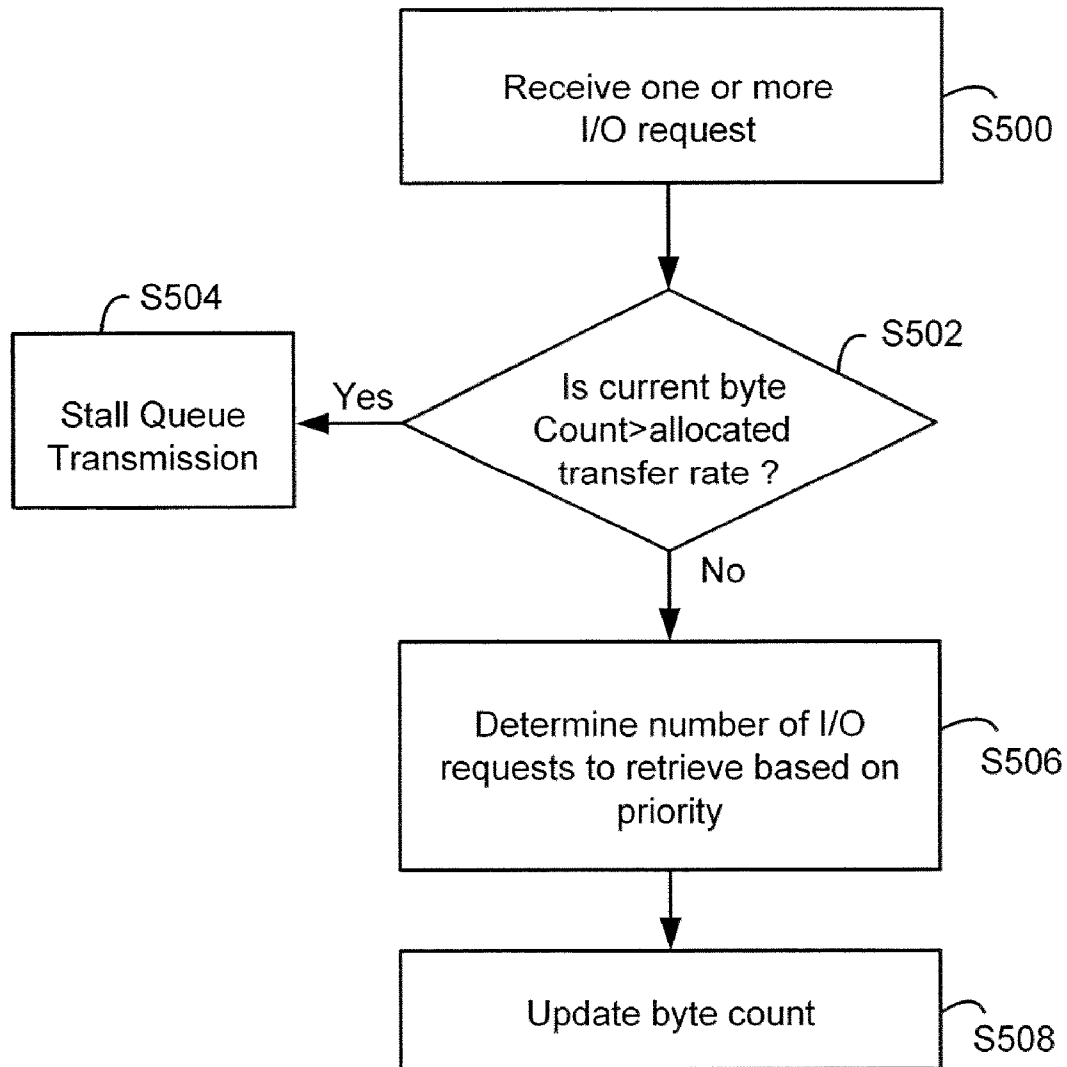 Receive one or more
I/O request
S500
S504
S502
Is current byte
Count>allocated
transfer rate ?
Yes
Stall Queue
Transmission
No
Determine number of I/O
requests to retrieve based on
priority
S506
Update byte count
S508